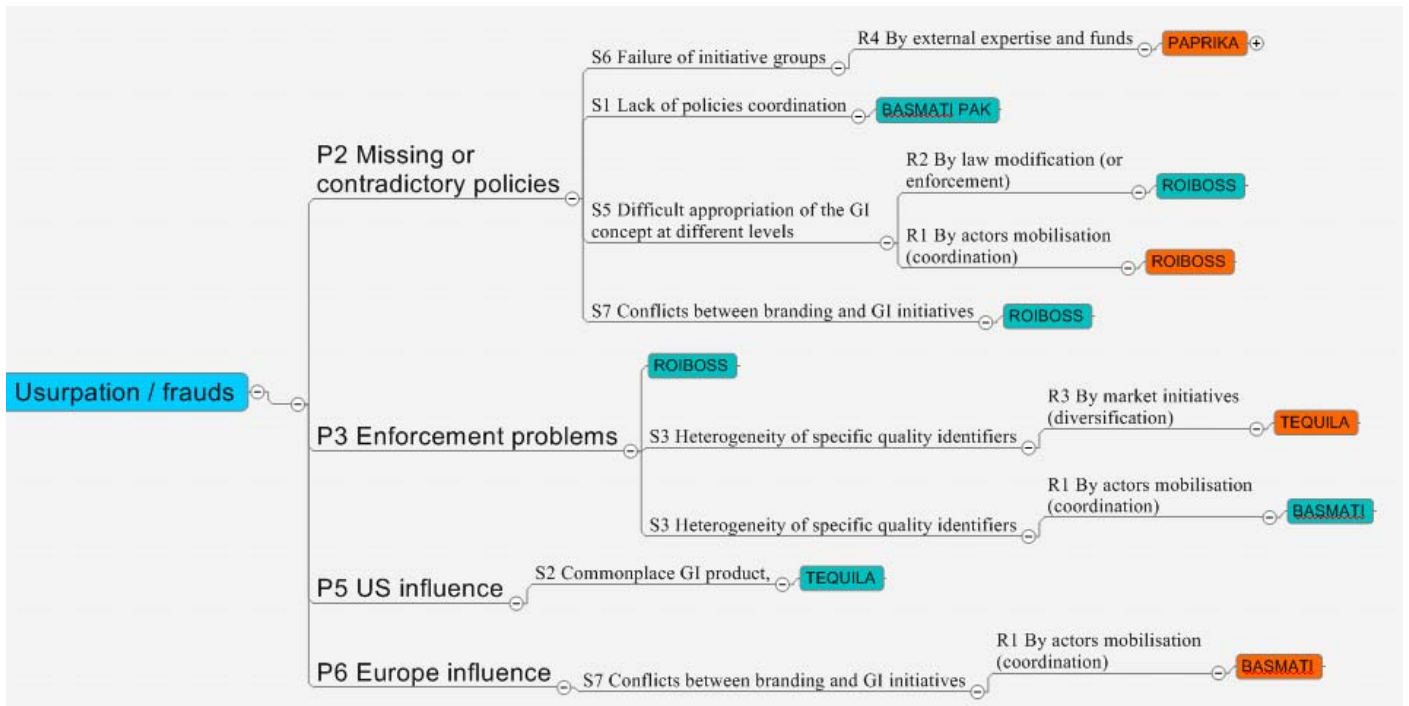 Usurpation / frauds
P2 Missing or
contradictory policies
S6 Failure of initiative groups
R4 By external expertise and funds
PAPRIKA
S1 Lack of policies coordination
BASMATI PAK
S5 Difficult appropriation of the GI
concept at different levels
R2 By law modification (or
enforcement)
ROIBOSS
R1 By actors mobilisation
(coordination)
ROIBOSS
S7 Conflicts between branding and GI initiatives
ROIBOSS
P3 Enforcement problems
ROIBOSS
S3 Heterogeneity of specific quality identifiers
R3 By market initiatives
(diversification)
TEQUILA
S3 Heterogeneity of specific quality identifiers
R1 By actors mobilisation
(coordination)
BASMATI
P5 US influence
S2 Commonplace GI product,
TEQUILA
P6 Europe influence
S7 Conflicts between branding and GI initiatives
R1 By actors mobilisation
(coordination)
BASMATI